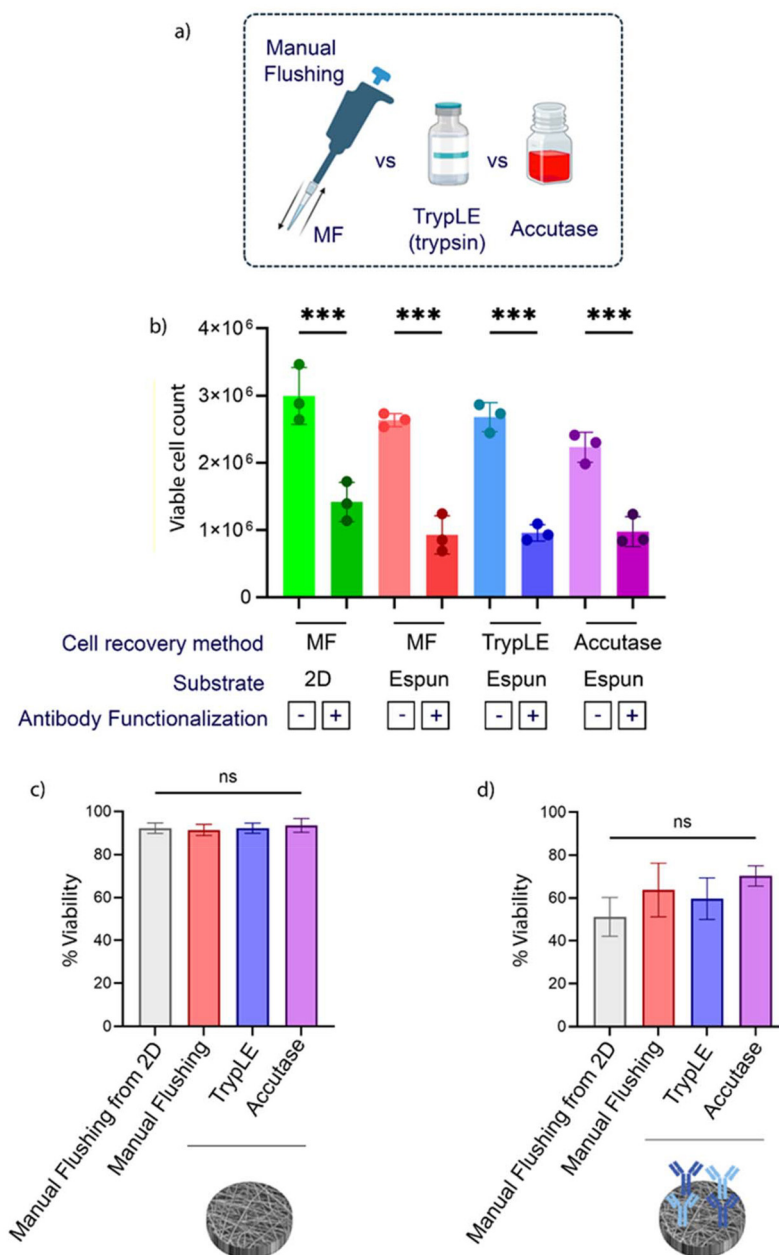 a)
Manual
Flushing
MF
vs
TrypLE
(trypsin)
vs
Accutase
b)
Viable cell count
4×10⁶
3×10⁶
2×10⁶
1×10⁶
0
*** *** *** ***
Cell recovery method MF MF TrypLE Accutase
Substrate 2D Espun Espun Espun
Antibody Functionalization - + - + - + - +
c)
ns
% Viability
100
80
60
40
20
0
Manual Flushing from 2D
Manual Flushing
TrypLE
Accutase
d)
ns
% Viability
100
80
60
40
20
0
Manual Flushing from 2D
Manual Flushing
TrypLE
Accutase